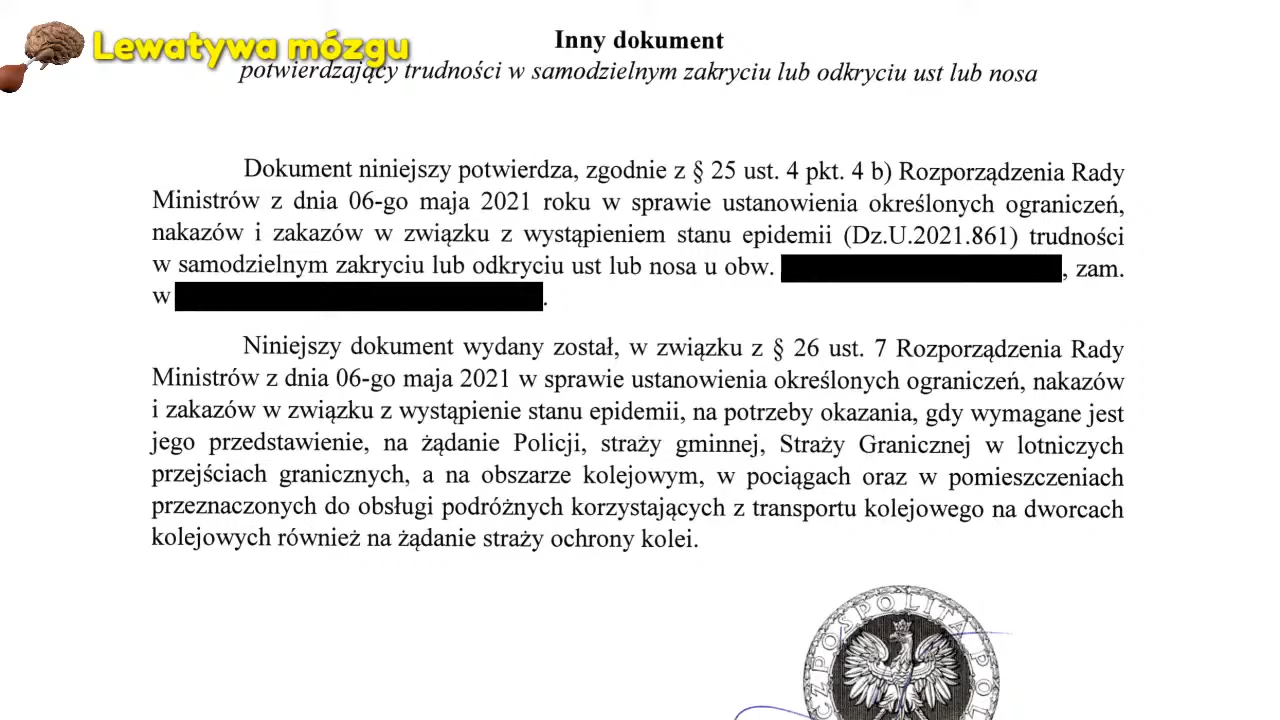 Lewatywa mózgu
Inny dokument
potwierdzający trudności w samodzielnym zakryciu lub odkryciu ust lub nosa
Dokument niniejszy potwierdza, zgodnie z § 25 ust. 4 pkt. 4 b) Rozporządzenia Rady
Ministrów z dnia 06-go maja 2021 roku w sprawie ustanowienia określonych ograniczeń,
nakazów i zakazów w związku z wystąpieniem stanu epidemii (Dz.U.2021.861) trudności
w samodzielnym zakryciu lub odkryciu ust lub nosa u obw. , zam.
w .
Niniejszy dokument wydany został, w związku z § 26 ust. 7 Rozporządzenia Rady
Ministrów z dnia 06-go maja 2021 w sprawie ustanowienia określonych ograniczeń, nakazów
i zakazów w związku z wystąpienie stanu epidemii, na potrzeby okazania, gdy wymagane jest
jego przedstawienie, na żądanie Policji, straży gminnej, Straży Granicznej w lotniczych
przejściach granicznych, a na obszarze kolejowym, w pociągach oraz w pomieszczeniach
przeznaczonych do obsługi podróżnych korzystających z transportu kolejowego na dworcach
kolejowych również na żądanie straży ochrony kolei.
CZPOSPOLITA POL